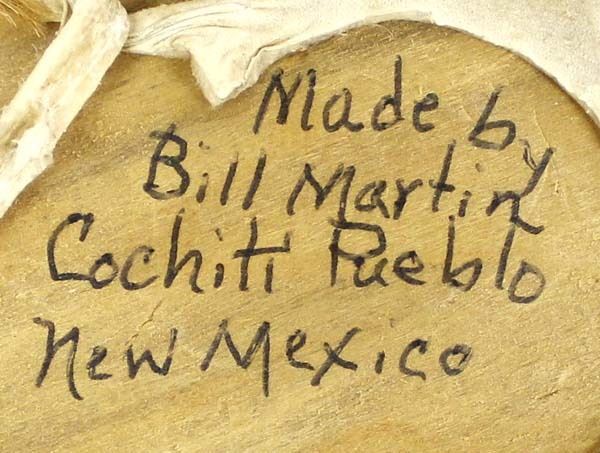 Made by
Bill Martin
Cochiti Pueblo
New Mexico